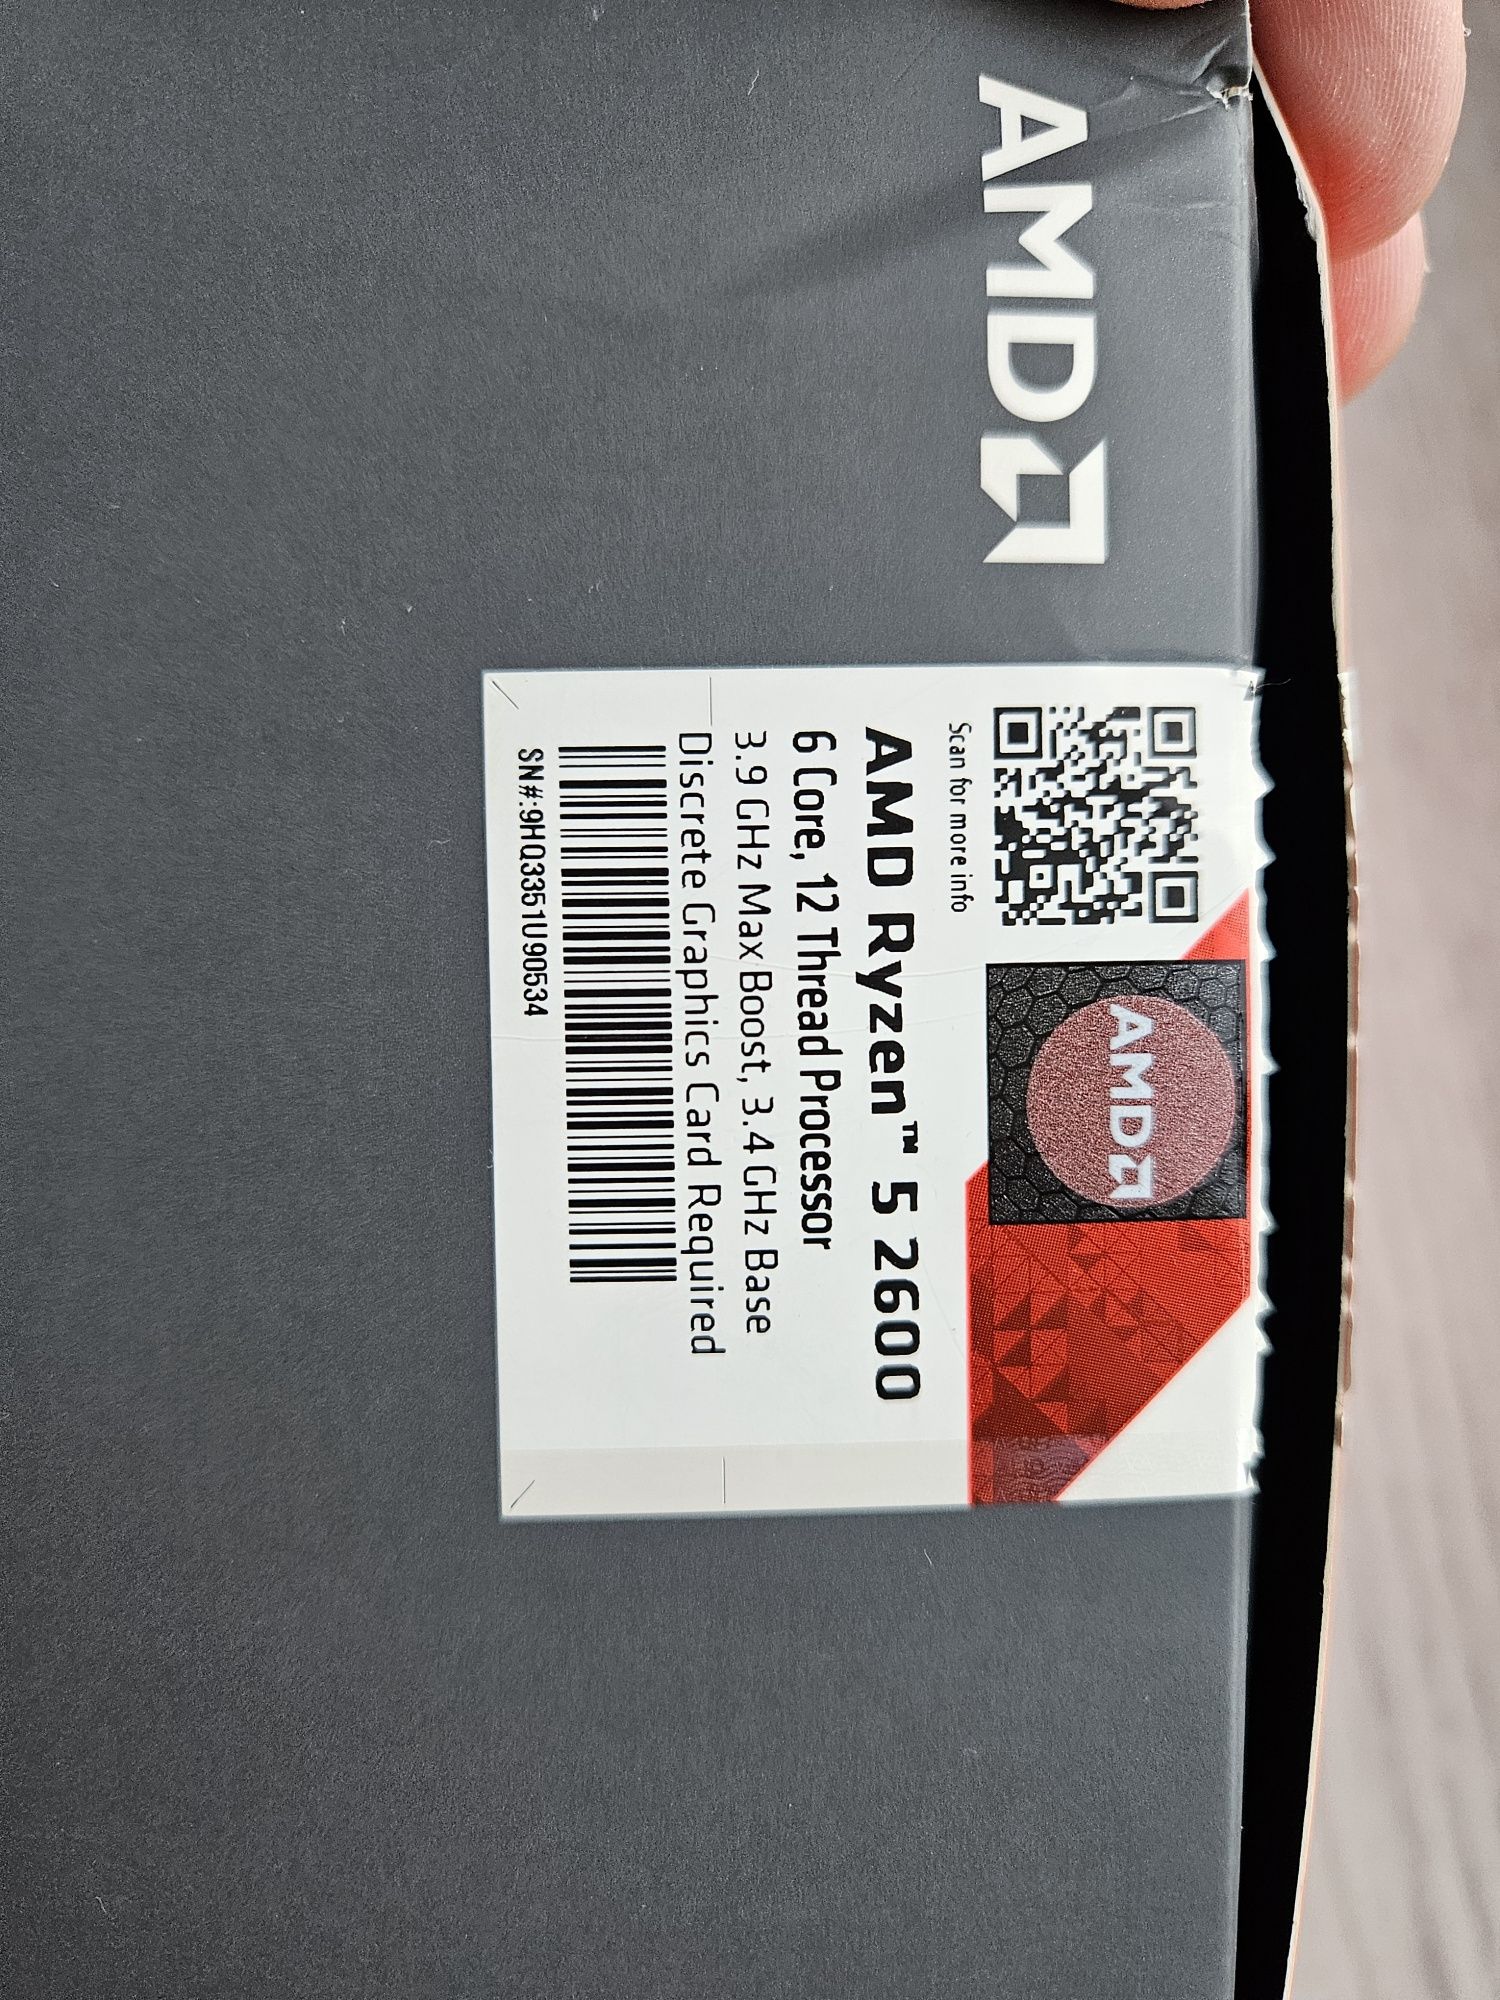 AMD
Scan for more info
AMD
AMD Ryzen™ 5 2600
6 Core, 12 Thread Processor
3.9 GHz Max Boost, 3.4 GHz Base
Discrete Graphics Card Required
SN#:9HQ3351U90534